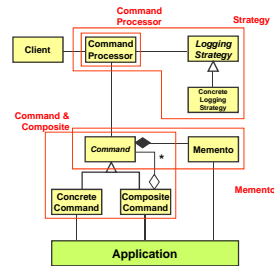 Command
Processor
Strategy
Client
Command
Processor
Logging
Strategy
Concrete
Logging
Strategy
Command &
Composite
Command
*
Memento
Memento
Concrete
Command
Composite
Command
Application